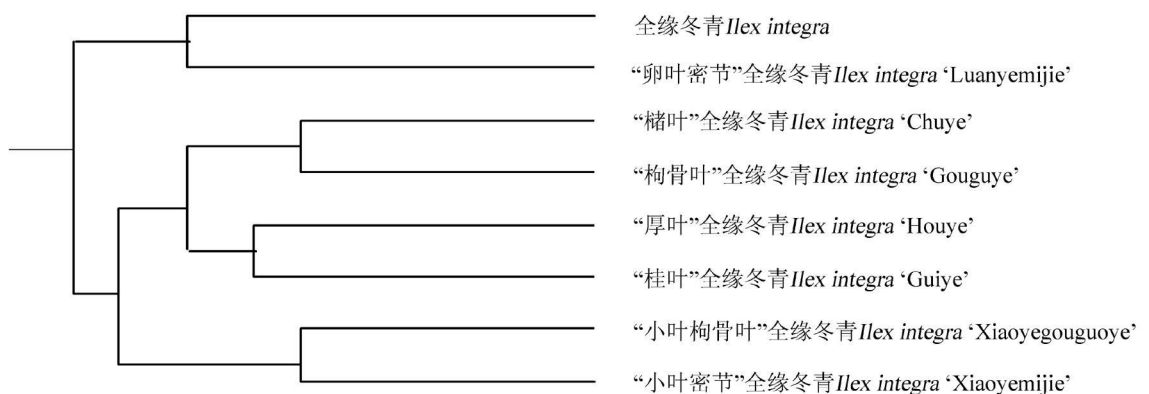 全缘冬青Ilex integra
“卵叶密节”全缘冬青Ilex integra ‘Luanyemijie’
“槠叶”全缘冬青Ilex integra ‘Chuye’
“枸骨叶”全缘冬青Ilex integra ‘Gouguye’
“厚叶”全缘冬青Ilex integra ‘Houye’
“桂叶”全缘冬青Ilex integra ‘Guiye’
“小叶枸骨叶”全缘冬青Ilex integra ‘Xiaoyegouguoye’
“小叶密节”全缘冬青Ilex integra ‘Xiaoyemijie’